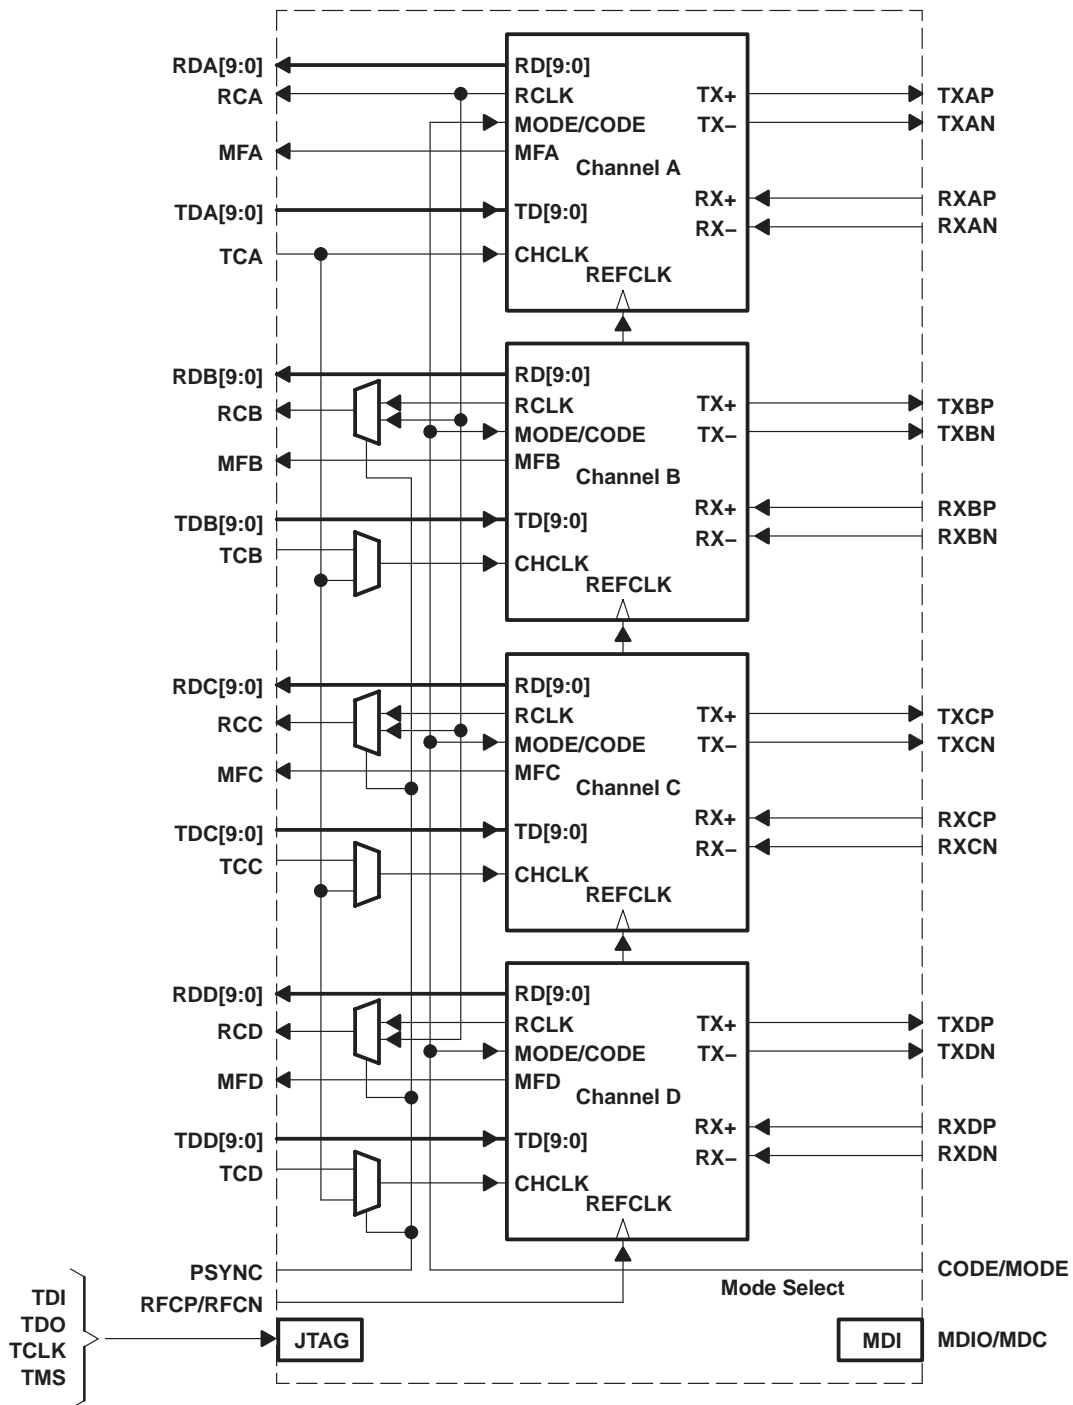 RDA[9:0]
RCA
MFA
TDA[9:0]
TCA
RD[9:0]
RCLK
MODE/CODE
MFA
Channel A
TD[9:0]
CHCLK
REFCLK
TX+
TX−
RX+
RX−
TXAP
TXAN
RXAP
RXAN
RDB[9:0]
RCB
MFB
TDB[9:0]
TCB
RD[9:0]
RCLK
MODE/CODE
MFB
Channel B
TD[9:0]
CHCLK
REFCLK
TX+
TX−
RX+
RX−
TXBP
TXBN
RXBP
RXBN
RDC[9:0]
RCC
MFC
TDC[9:0]
TCC
RD[9:0]
RCLK
MODE/CODE
MFC
Channel C
TD[9:0]
CHCLK
REFCLK
TX+
TX−
RX+
RX−
TXCP
TXCN
RXCP
RXCN
RDD[9:0]
RCD
MFD
TDD[9:0]
TCD
RD[9:0]
RCLK
MODE/CODE
MFD
Channel D
TD[9:0]
CHCLK
REFCLK
TX+
TX−
RX+
RX−
TXDP
TXDN
RXDP
RXDN
PSYNC
RFCP/RFCN
Mode Select
CODE/MODE
TDI
TDO
TCLK
TMS
JTAG
MDI
MDIO/MDC